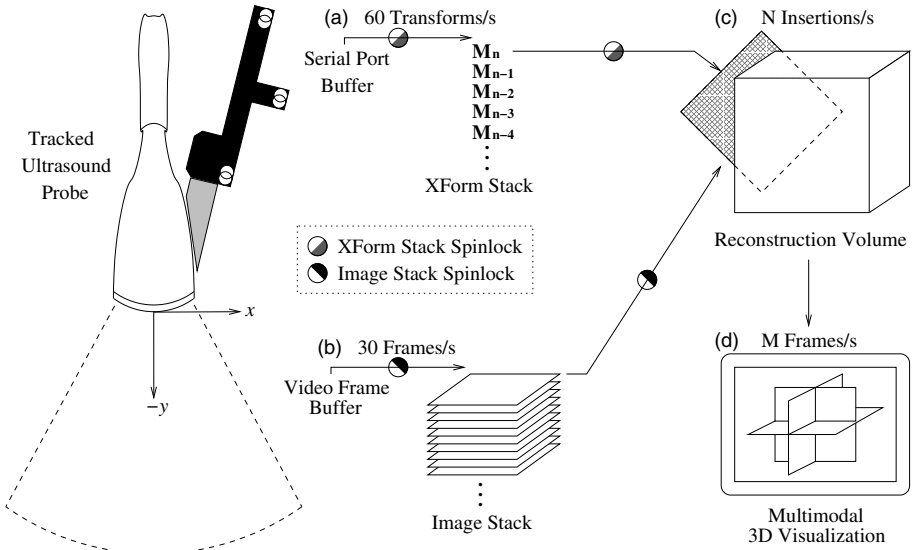 Tracked
Ultrasound
Probe
x
−y
(a) 60 Transforms/s
Serial Port
Buffer
Mn
Mn−1
Mn−2
Mn−3
Mn−4
XForm Stack
XForm Stack Spinlock
Image Stack Spinlock
(b) 30 Frames/s
Video Frame
Buffer
Image Stack
(c) N Insertions/s
Reconstruction Volume
(d) M Frames/s
Multimodal
3D Visualization